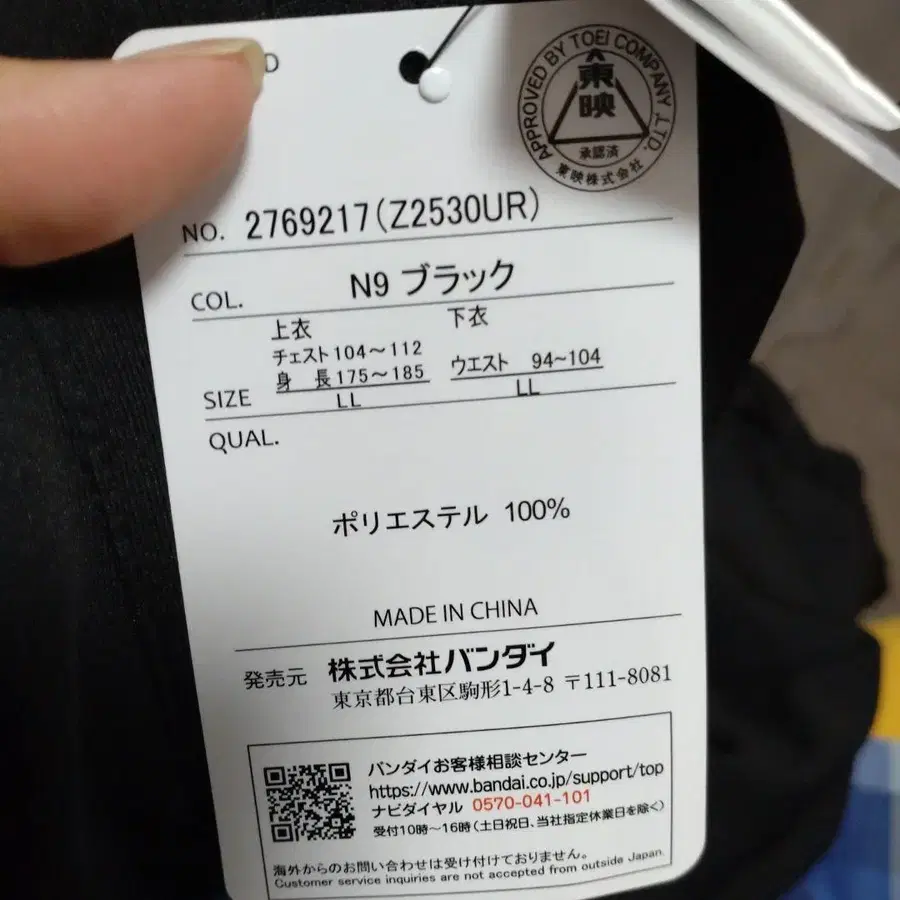 D
APPROVED BY TOEI COMPANY ,LTD.
東映
承認済
東映株式会社
NO. 2769217(Z2530UR)
COL. N9 ブラック
上衣 下衣
チェスト104～112
身 長175～185 ウエスト 94~104
SIZE LL LL
QUAL.
ポリエステル 100%
MADE IN CHINA
発売元 株式会社バンダイ
東京都台東区駒形1-4-8 〒111-8081
バンダイお客様相談センター
https://www.bandai.co.jp/support/top
ナビダイヤル 0570-041-101
受付10時～16時(土日祝日、当社指定休業日を除く)
海外からのお問い合わせは受け付けておりません。
Customer service inquiries are not accepted from outside Japan.